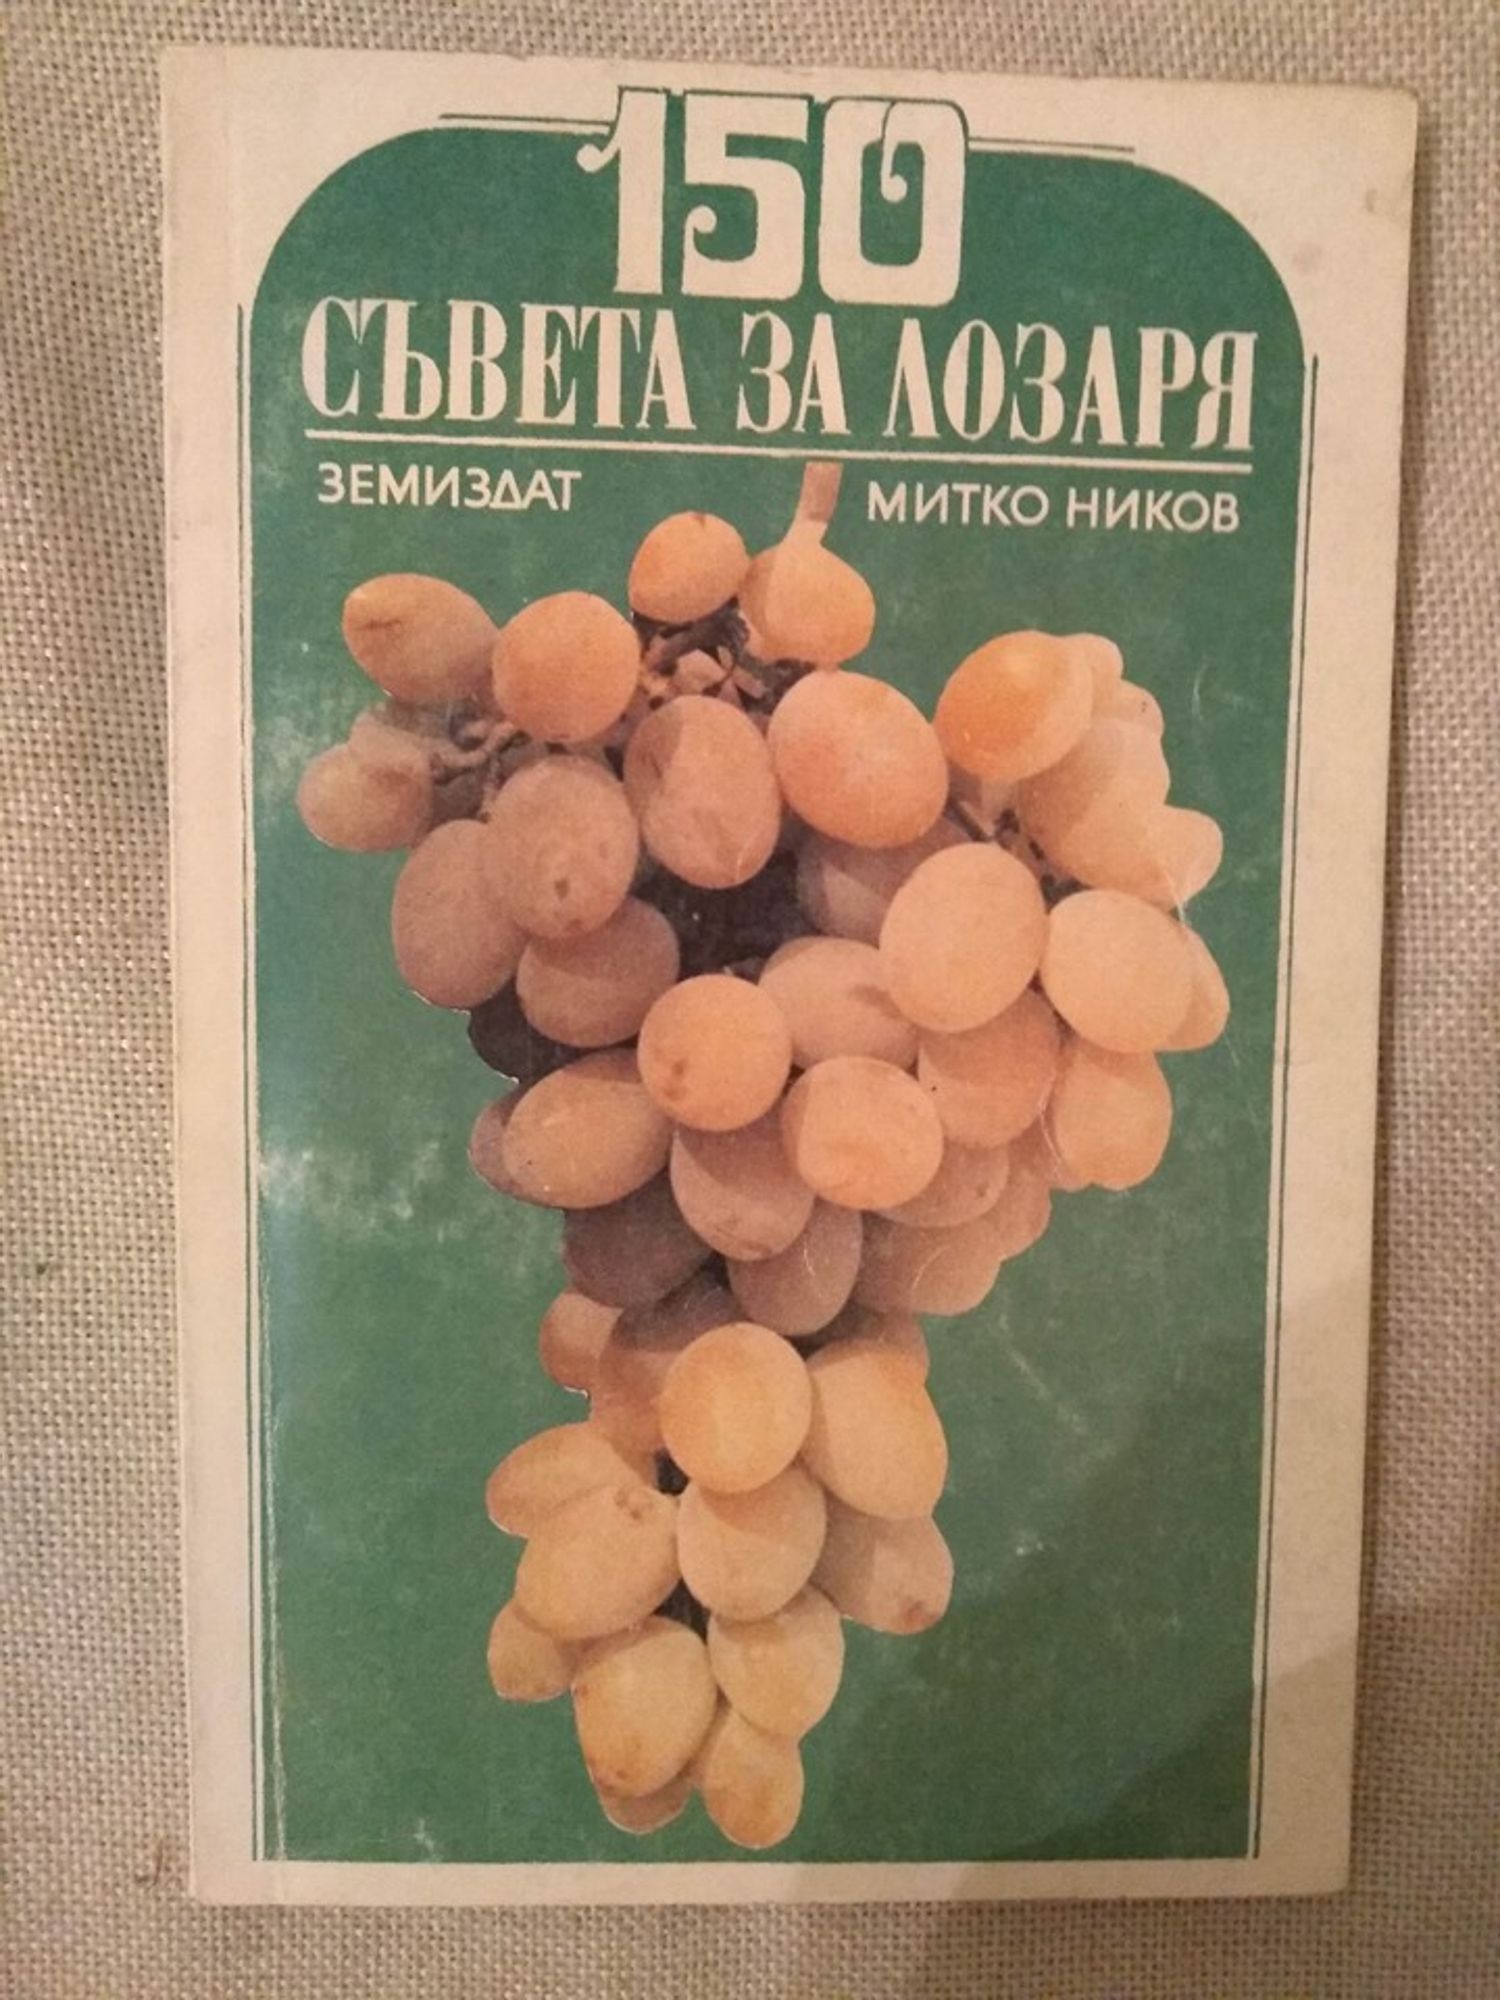 150
СЪВЕТА ЗА ЛОЗАРЯ
ЗЕМИЗДАТ
МИТКО НИКОВ